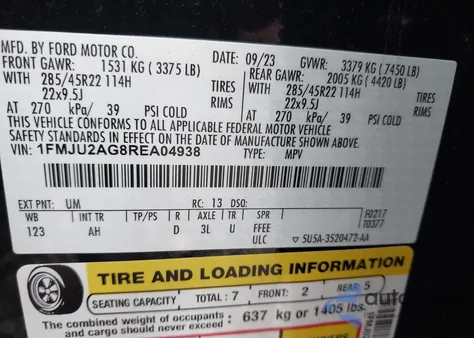 MFD. BY FORD MOTOR CO.
DATE: 09/23 GVWR: 3379 KG (7450 LB)
FRONT GAWR: 1531 KG (3375 LB) REAR GAWR: 2005 KG (4420 LB)
WITH 285/45R22 114H TIRES WITH 285/45R22 114H TIRES
22x9.5J RIMS 22x9.5J RIMS
AT 270 kPa/ 39 PSI COLD AT 270 kPa/ 39 PSI COLD
THIS VEHICLE CONFORMS TO ALL APPLICABLE FEDERAL MOTOR VEHICLE
SAFETY STANDARD IN EFFECT ON THE DATE OF MANUFACTURE SHOWN ABOVE.
VIN: 1FMJU2AG8REA04938 TYPE: MPV
EXT PNT: UM RC: 13 DSO:
WB INT TR TP/PS R AXLE TR SPR F0217
123 AH D 3L U FFEE T0377
ULC 5U5A-3520472-AA
TIRE AND LOADING INFORMATION
SEATING CAPACITY TOTAL: 7 FRONT: 2 REAR: 5
The combined weight of occupants and cargo should never exceed: 637 kg or 1405 lbs.